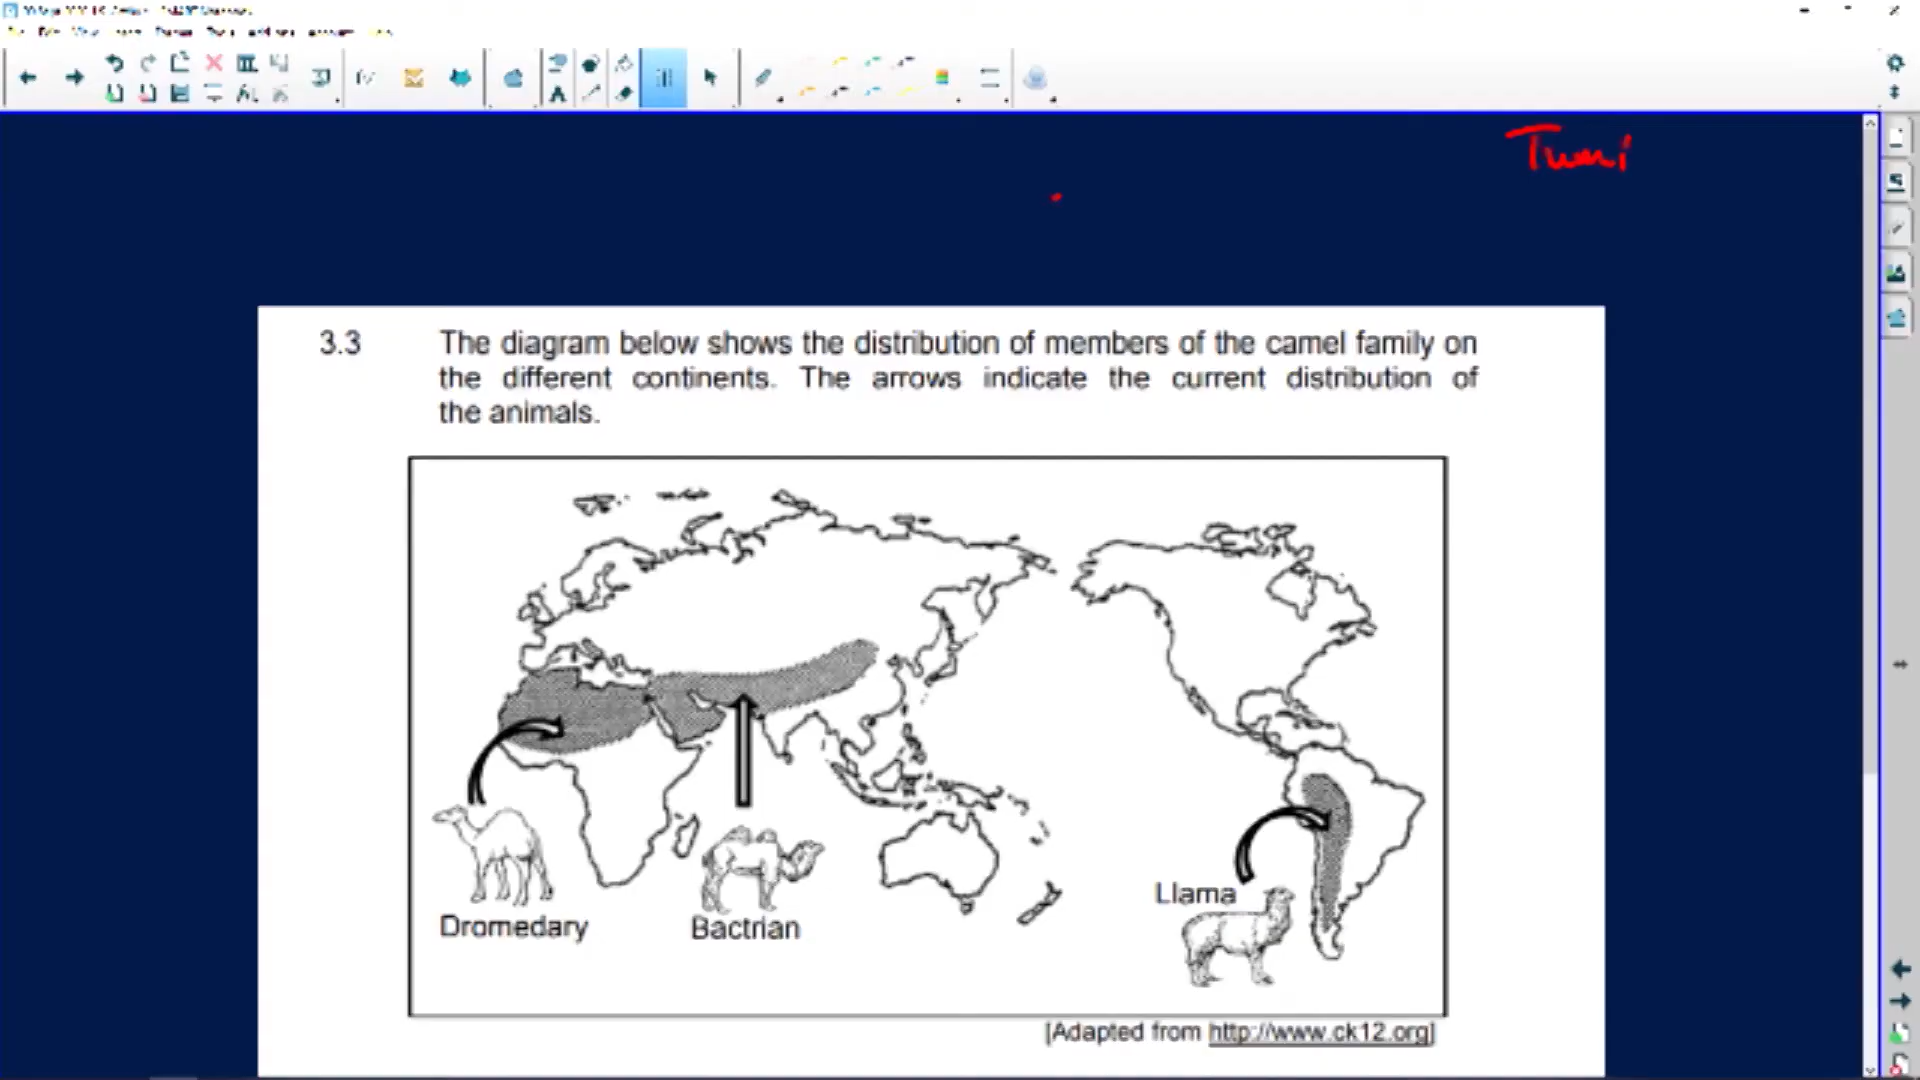 Tumi
3.3 The diagram below shows the distribution of members of the camel family on
the different continents. The arrows indicate the current distribution of
the animals.
Llama
Dromedary
Bactrian
[Adapted from http://www.ck12.org]